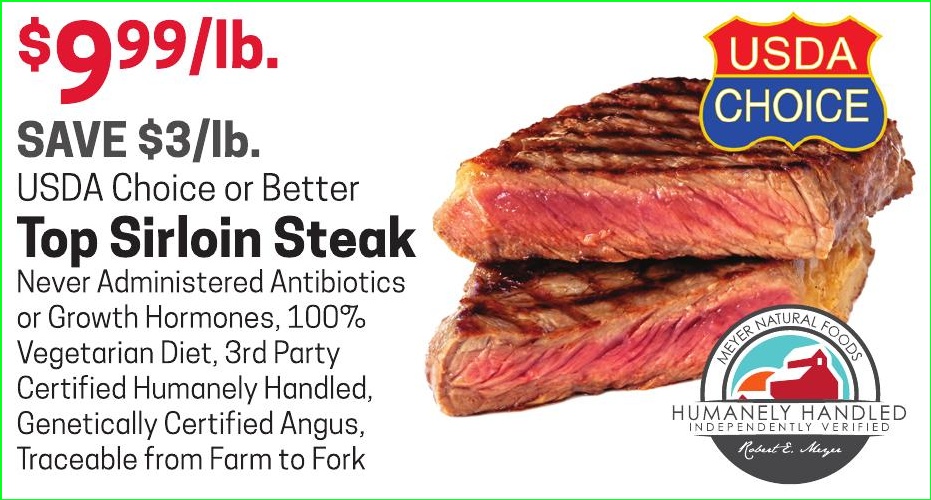 $9.99/lb.
SAVE $3/lb.
USDA Choice or Better
Top Sirloin Steak
Never Administered Antibiotics
or Growth Hormones, 100%
Vegetarian Diet, 3rd Party
Certified Humanely Handled,
Genetically Certified Angus,
Traceable from Farm to Fork
USDA
CHOICE
MEYER NATURAL FOODS
HUMANELY HANDLED
INDEPENDENTLY VERIFIED
Robert E. Meyer